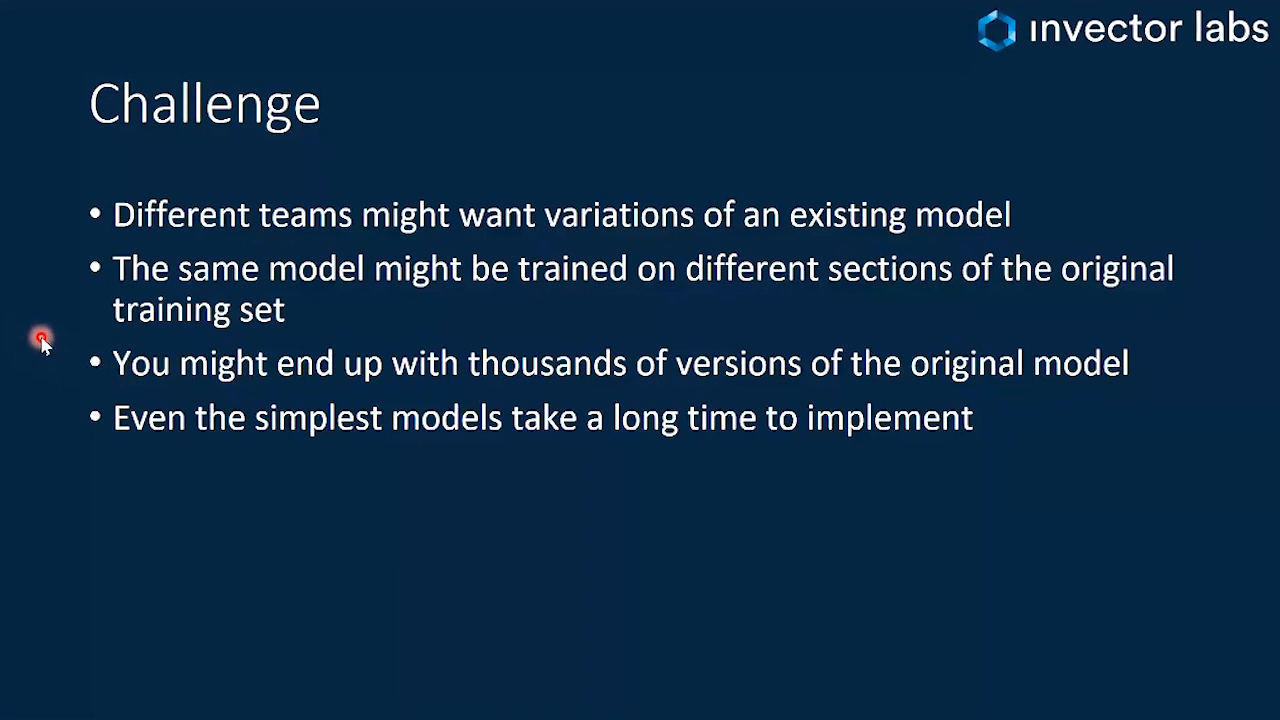 invector labs
Challenge
• Different teams might want variations of an existing model
• The same model might be trained on different sections of the original
training set
• You might end up with thousands of versions of the original model
• Even the simplest models take a long time to implement